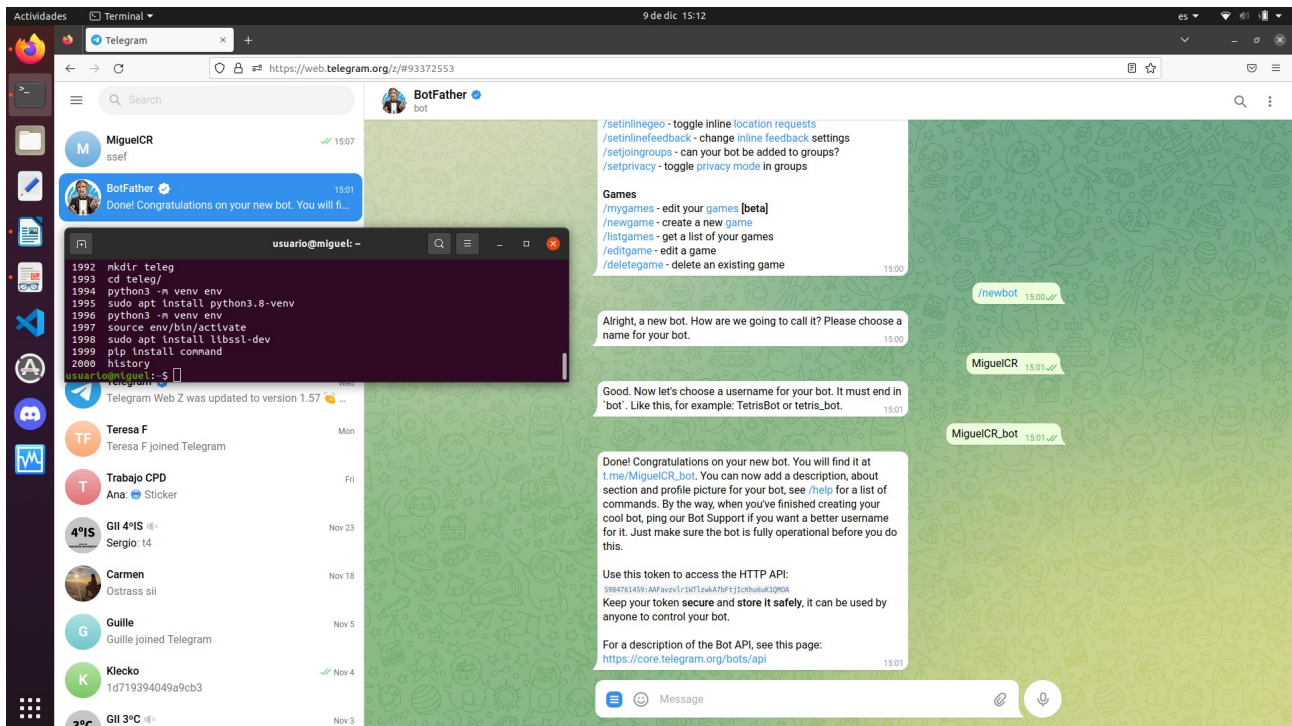 Actividades
Terminal
9 de dic 15:12
es
Telegram
https://web.telegram.org/z/#93372553
Search
BotFather
bot
MiguelCR
15:07
ssef
BotFather
15:01
Done! Congratulations on your new bot. You will fi...
usuario@miguel: ~
1992 mkdir teleg
1993 cd teleg/
1994 python3 -m venv env
1995 sudo apt install python3.8-venv
1996 python3 -m venv env
1997 source env/bin/activate
1998 sudo apt install libssl-dev
1999 pip install command
2000 history
usuario@miguel:~$
Telegram
Wed
Telegram Web Z was updated to version 1.57 👏 ...
TF
Teresa F
Mon
Teresa F joined Telegram
T
Trabajo CPD
Fri
Ana: Sticker
4ºIS
GII 4ºIS
Nov 23
Sergio: t4
Carmen
Nov 18
Ostrass sii
G
Guille
Nov 5
Guille joined Telegram
K
Klecko
Nov 4
1d719394049a9cb3
3ºC
GII 3ºC
Nov 3
/setinlinegeo - toggle inline location requests
/setinlinefeedback - change inline feedback settings
/setjoingroups - can your bot be added to groups?
/setprivacy - toggle privacy mode in groups
Games
/mygames - edit your games [beta]
/newgame - create a new game
/listgames - get a list of your games
/editgame - edit a game
/deletegame - delete an existing game
15:00
/newbot
15:00
Alright, a new bot. How are we going to call it? Please choose a
name for your bot.
15:00
MiguelCR
15:01
Good. Now let's choose a username for your bot. It must end in
`bot`. Like this, for example: TetrisBot or tetris_bot.
15:01
MiguelCR_bot
15:01
Done! Congratulations on your new bot. You will find it at
t.me/MiguelCR_bot. You can now add a description, about
section and profile picture for your bot, see /help for a list of
commands. By the way, when you've finished creating your
cool bot, ping our Bot Support if you want a better username
for it. Just make sure the bot is fully operational before you do
this.
Use this token to access the HTTP API:
Keep your token secure and store it safely, it can be used by
anyone to control your bot.
For a description of the Bot API, see this page:
https://core.telegram.org/bots/api
15:01
Message